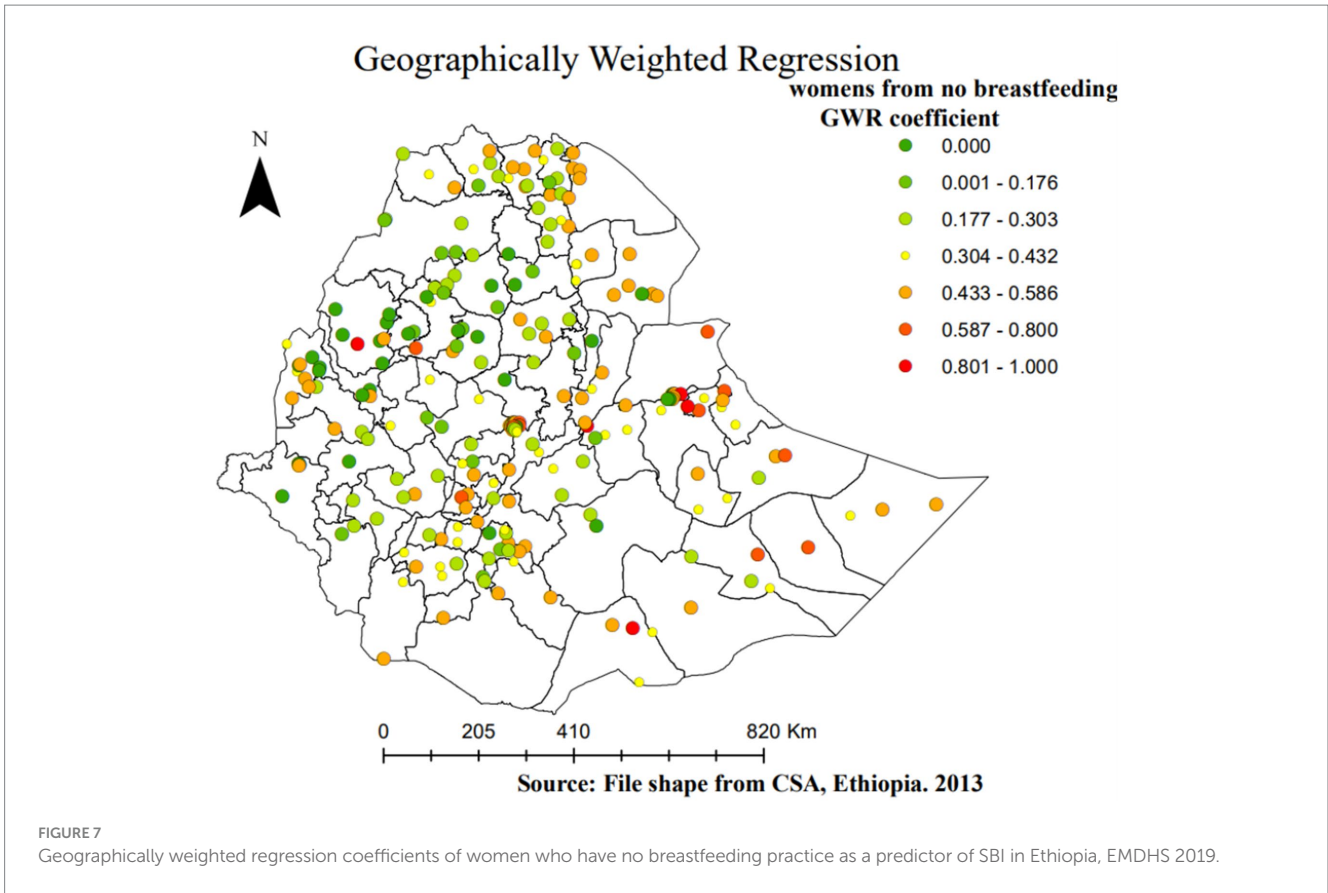 Geographically Weighted Regression
womens from no breastfeeding
GWR coefficient
N
0.000
0.001 - 0.176
0.177 - 0.303
0.304 - 0.432
0.433 - 0.586
0.587 - 0.800
0.801 - 1.000
0 205 410 820 Km
Source: File shape from CSA, Ethiopia. 2013
FIGURE 7
Geographically weighted regression coefficients of women who have no breastfeeding practice as a predictor of SBI in Ethiopia, EMDHS 2019.